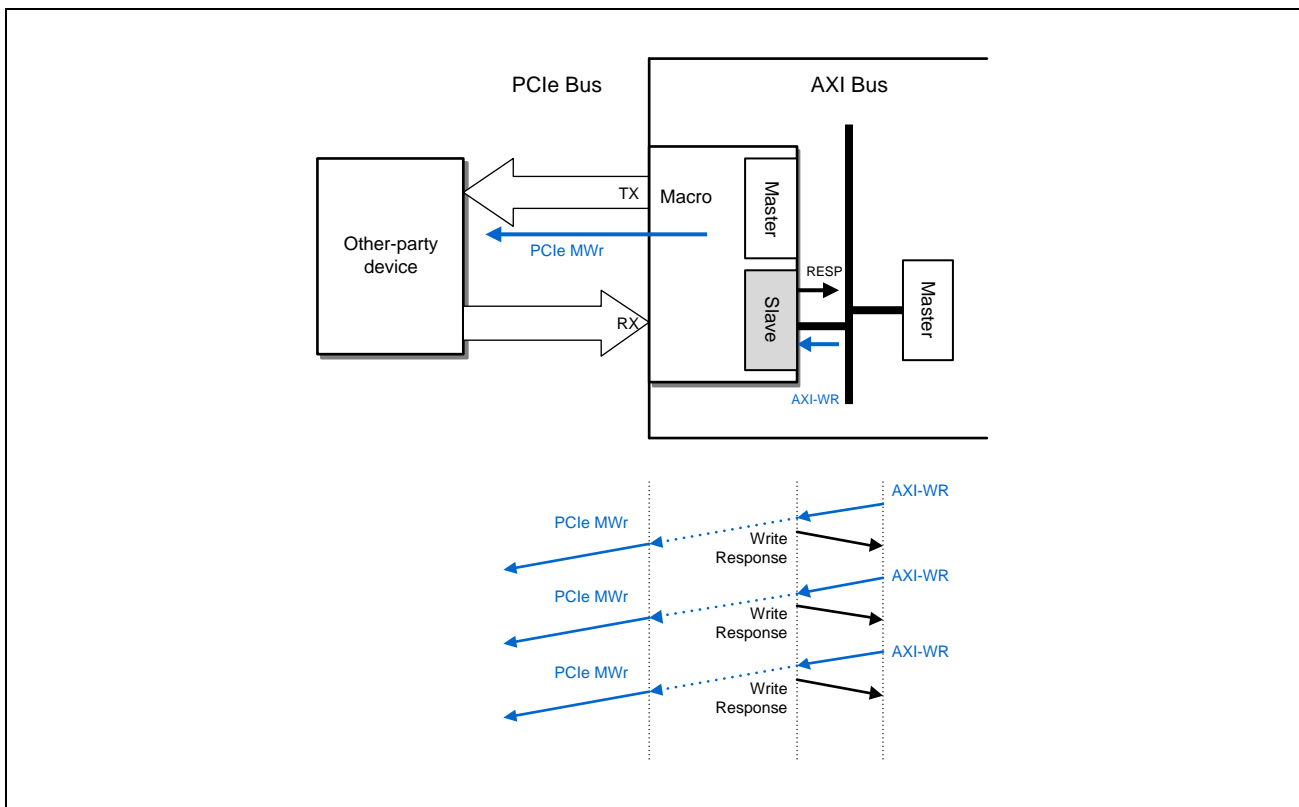 PCIe Bus
AXI Bus
Other-party
device
TX
Macro
Master
PCIe MWr
RESP
Slave
Master
RX
AXI-WR
AXI-WR
PCIe MWr
Write
Response
AXI-WR
PCIe MWr
Write
Response
AXI-WR
PCIe MWr
Write
Response